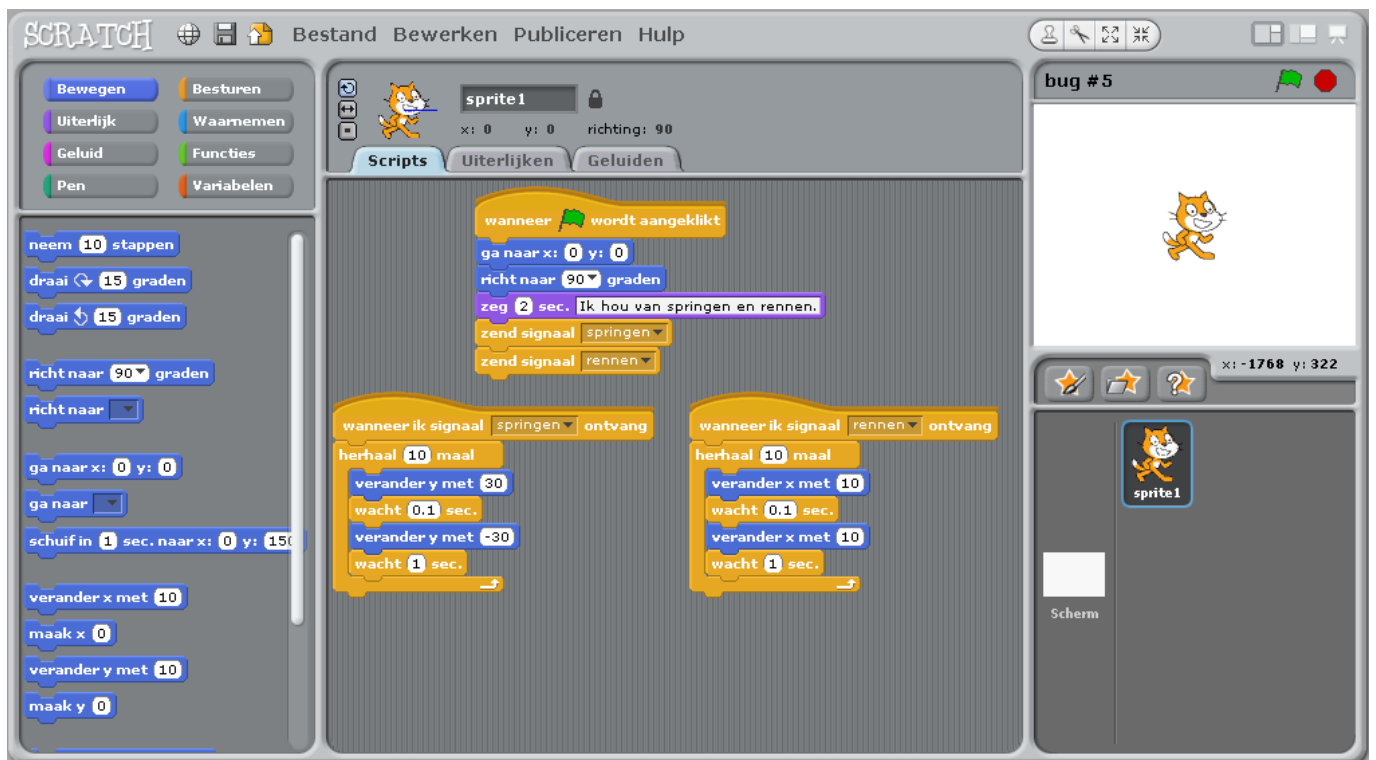 SCRATCH Bestand Bewerken Publiceren Hulp
Bewegen Besturen
Uiterlijk Waarnemen
Geluid Functies
Pen Variabelen
neem 10 stappen
draai 15 graden
draai 15 graden
richt naar 90 graden
richt naar
ga naar x: 0 y: 0
ga naar
schuif in 1 sec. naar x: 0 y: 150
verander x met 10
maak x 0
verander y met 10
maak y 0
sprite1
x: 0 y: 0 richting: 90
Scripts Uiterlijken Geluiden
wanneer wordt aangeklikt
ga naar x: 0 y: 0
richt naar 90 graden
zeg 2 sec. Ik hou van springen en rennen.
zend signaal springen
zend signaal rennen
wanneer ik signaal springen ontvang
herhaal 10 maal
verander y met 30
wacht 0.1 sec.
verander y met -30
wacht 1 sec.
wanneer ik signaal rennen ontvang
herhaal 10 maal
verander x met 10
wacht 0.1 sec.
verander x met 10
wacht 1 sec.
bug #5
x: -1768 y: 322
sprite1
Scherm